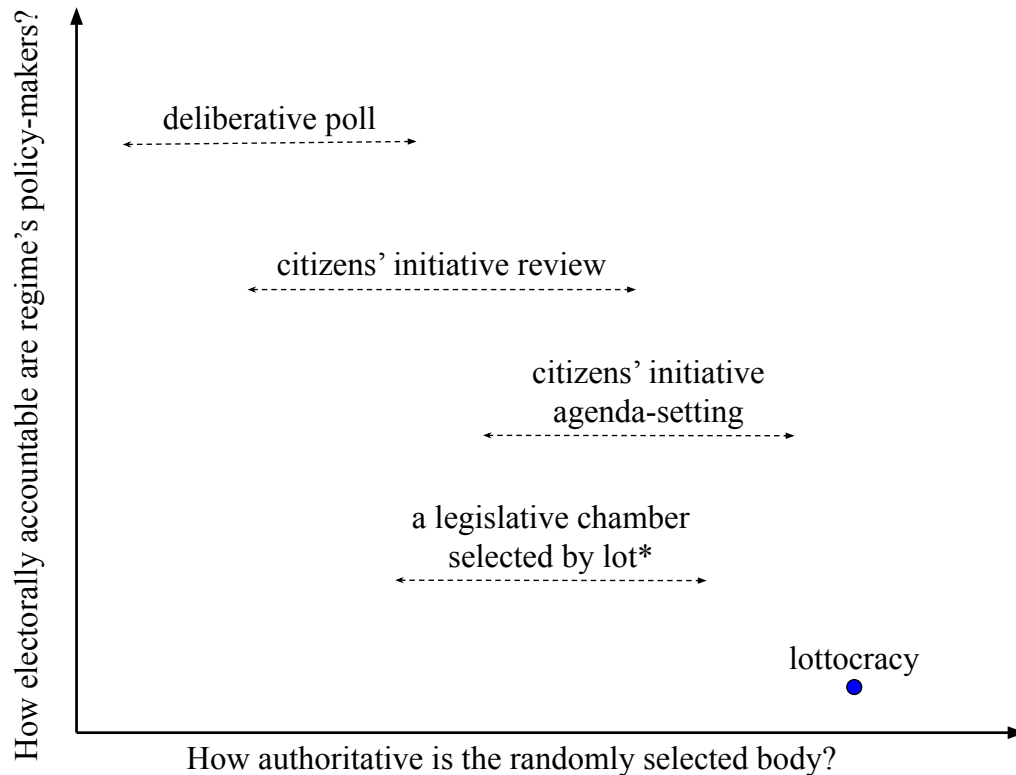 How electorally accountable are regime’s policy-makers?
deliberative poll
citizens’ initiative review
citizens’ initiative
agenda-setting
a legislative chamber
selected by lot*
lottocracy
How authoritative is the randomly selected body?